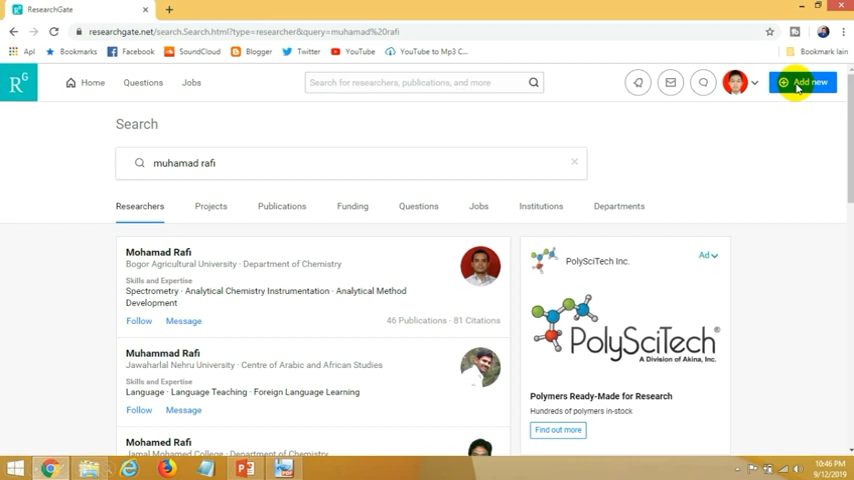 ResearchGate
researchgate.net/search.Search.html?type=researcher&query=muhamad%20rafi
Apl Bookmarks Facebook SoundCloud Blogger Twitter YouTube YouTube to Mp3 C... Bookmark lain
RG Home Questions Jobs Search for researchers, publications, and more Add new
Search
muhamad rafi
Researchers Projects Publications Funding Questions Jobs Institutions Departments
Mohamad Rafi
Bogor Agricultural University · Department of Chemistry
Skills and Expertise
Spectrometry · Analytical Chemistry Instrumentation · Analytical Method
Development
Follow Message 46 Publications · 81 Citations
Muhammad Rafi
Jawaharlal Nehru University · Centre of Arabic and African Studies
Skills and Expertise
Language · Language Teaching · Foreign Language Learning
Follow Message
Mohamed Rafi
Jamal Mohamed College · Department of Zoology
PolySciTech Inc. Ad
PolySciTech®
A Division of Akina, Inc.
Polymers Ready-Made for Research
Hundreds of polymers in-stock
Find out more
10:46 PM
9/12/2019